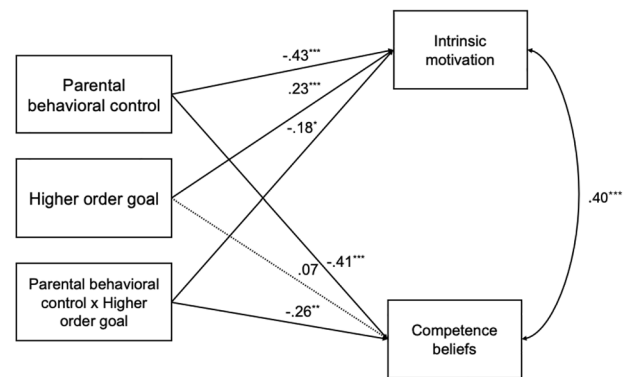 Parental
behavioral control
Higher order goal
Parental behavioral
control x Higher
order goal
-.43***
.23***
-.18*
.07
-.41***
-.26**
Intrinsic
motivation
Competence
beliefs
.40***